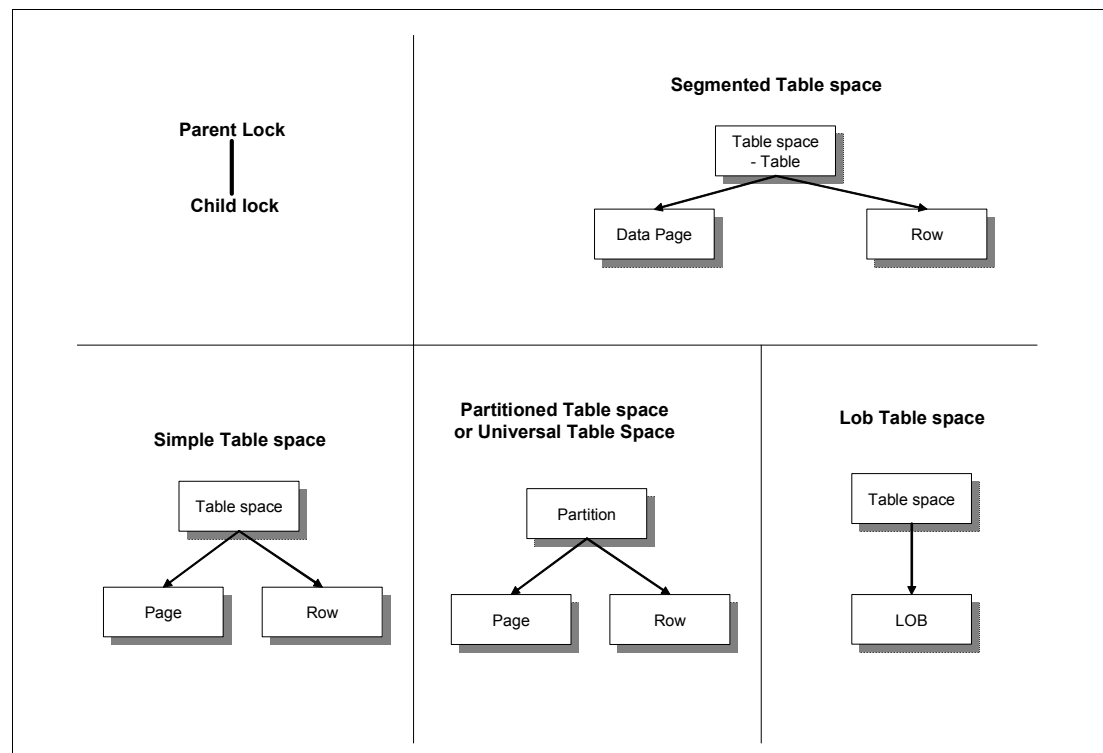 Parent Lock
Child lock
Segmented Table space
Table space
- Table
Data Page
Row
Simple Table space
Table space
Page
Row
Partitioned Table space
or Universal Table Space
Partition
Page
Row
Lob Table space
Table space
LOB